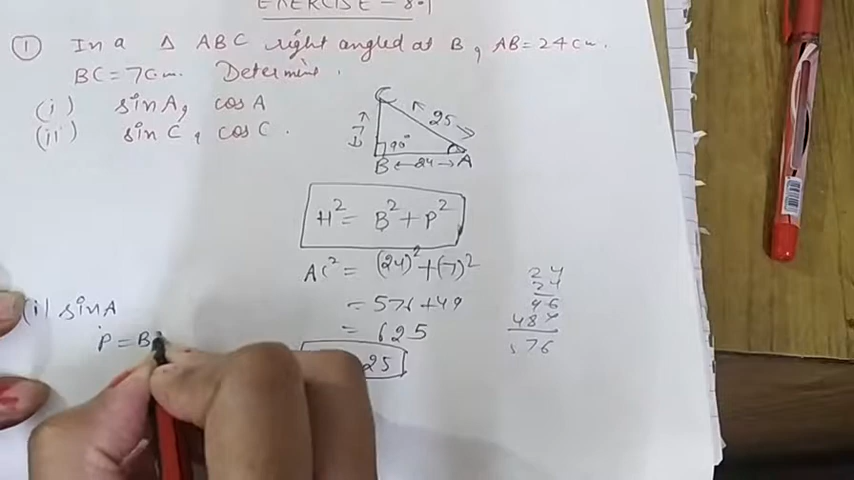 EXERCISE - 8.1
① In a Δ ABC right angled at B, AB = 24 cm.
BC = 7 cm. Determine.
(i) sin A, cos A
(ii) sin C, cos C.
C
7
25
90°
B ← 24 → A
H² = B² + P²
AC² = (24)² + (7)²
= 576 + 49
= 625
25
24
24
96
48
576
(i) sin A
P = B